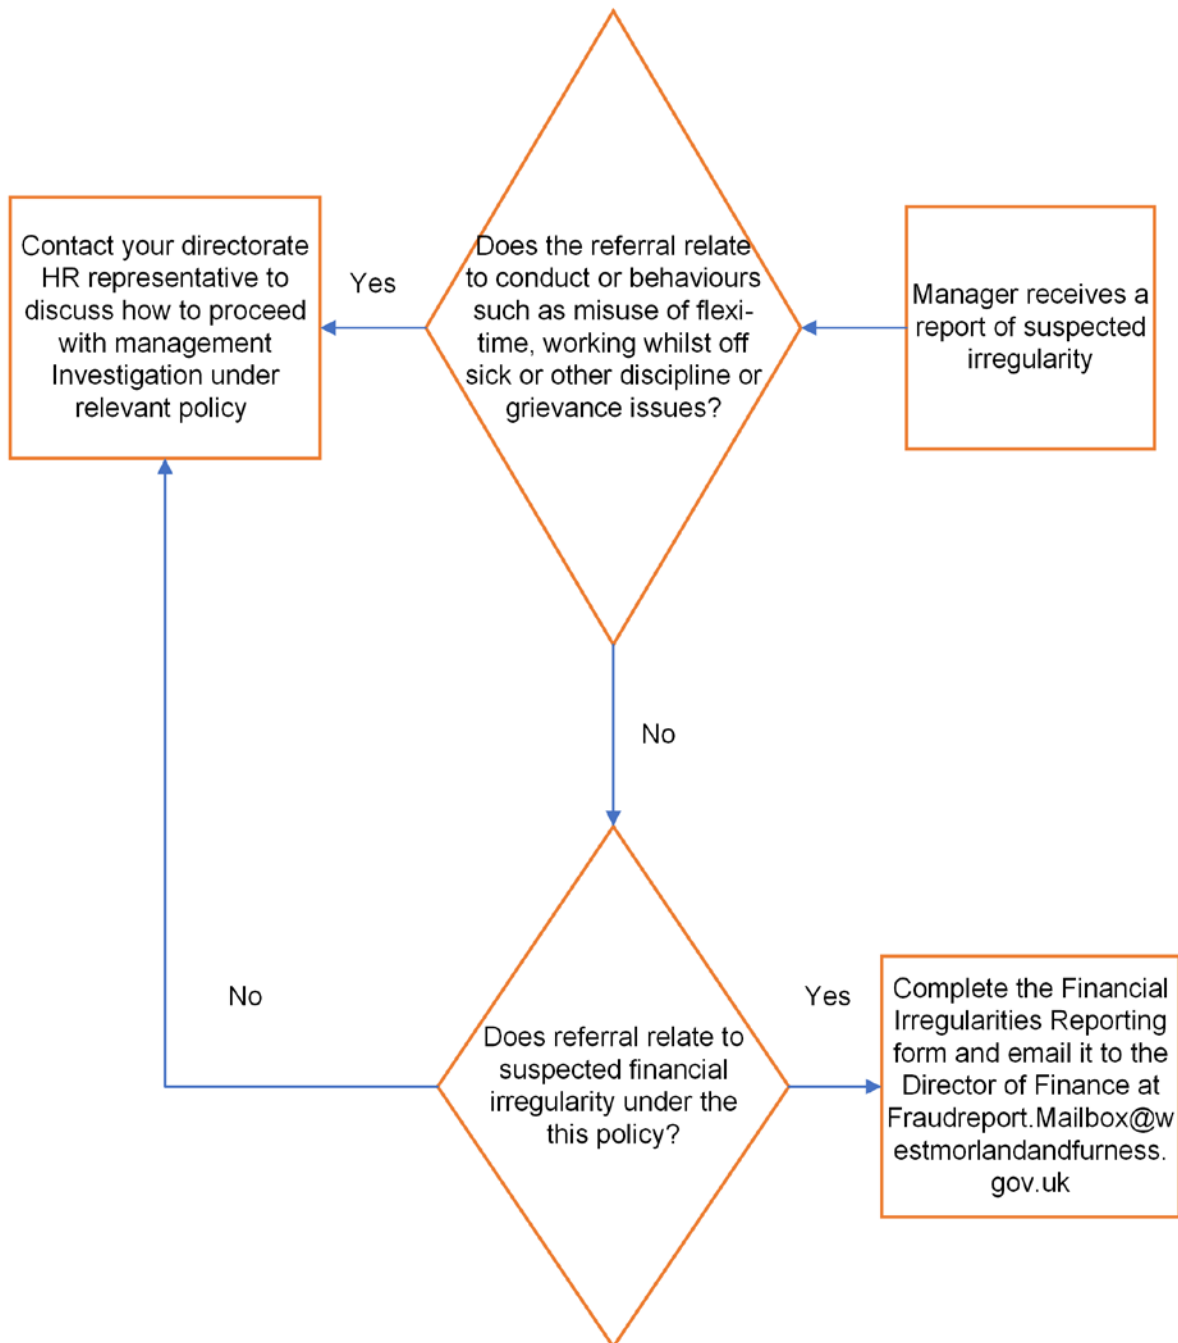 Manager receives a
report of suspected
irregularity
Does the referral relate
to conduct or behaviours
such as misuse of flexi-
time, working whilst off
sick or other discipline or
grievance issues?
Yes
Contact your directorate
HR representative to
discuss how to proceed
with management
Investigation under
relevant policy
No
Does referral relate to
suspected financial
irregularity under the
this policy?
No
Yes
Complete the Financial
Irregularities Reporting
form and email it to the
Director of Finance at
Fraudreport.Mailbox@w
estmorlandandfurness.
gov.uk